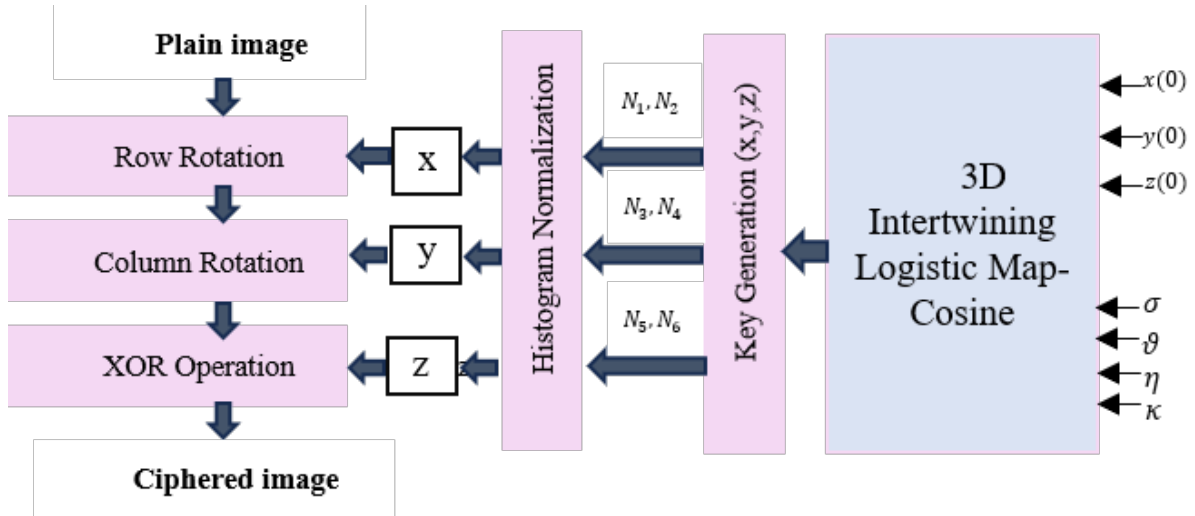 Plain image
Row Rotation
Column Rotation
XOR Operation
Ciphered image
x
y
z
Histogram Normalization
N₁, N₂
N₃, N₄
N₅, N₆
Key Generation (x,y,z)
3D
Intertwining
Logistic Map-
Cosine
x(0)
y(0)
z(0)
σ
ϑ
η
κ